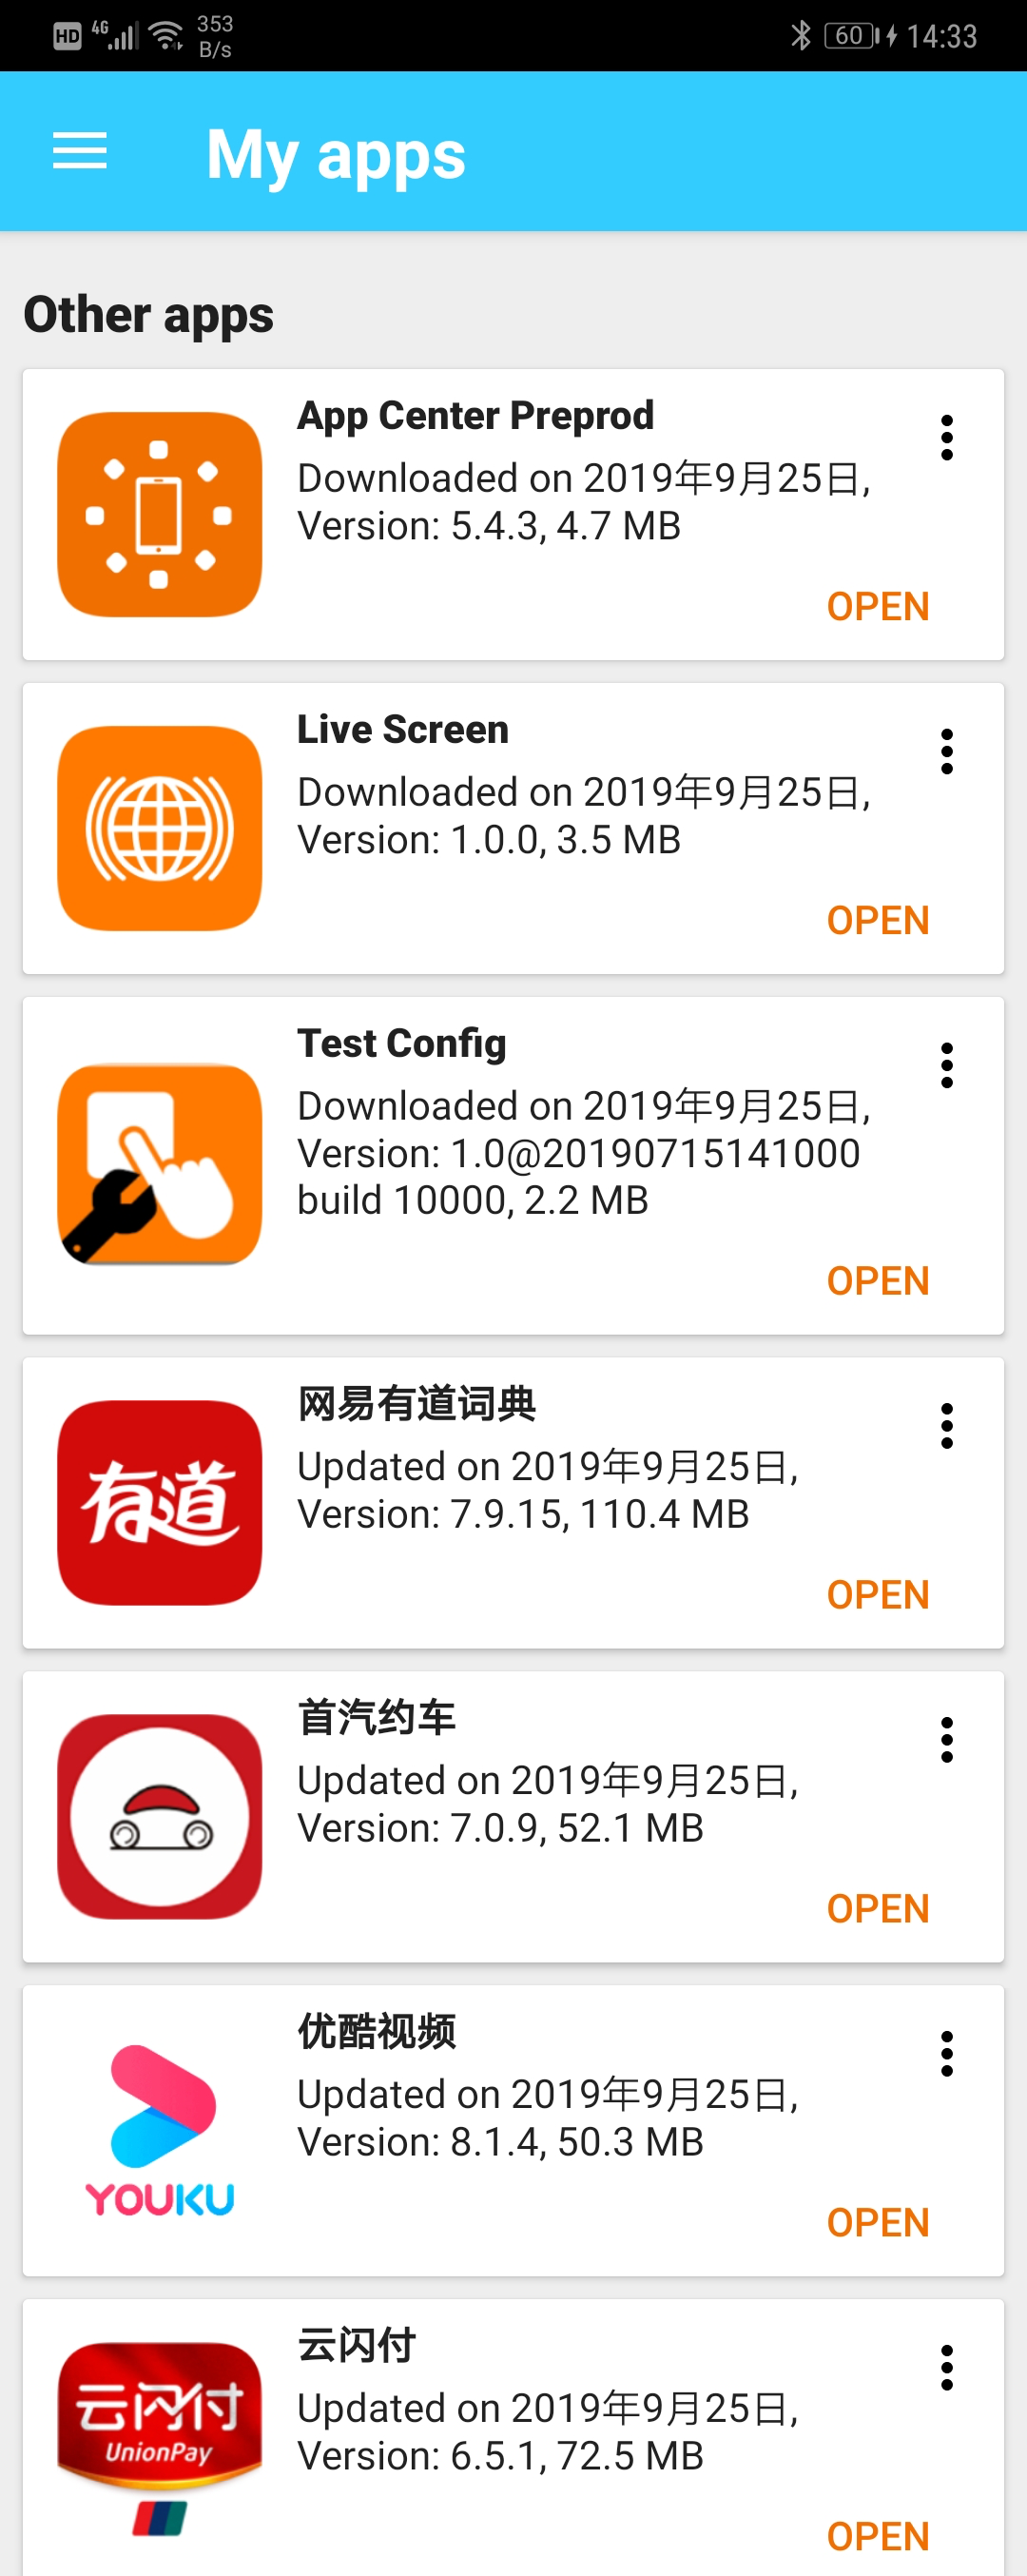 HD 4G 353 60 14:33
B/s
My apps
Other apps
App Center Preprod
Downloaded on 2019年9月25日,
Version: 5.4.3, 4.7 MB
OPEN
Live Screen
Downloaded on 2019年9月25日,
Version: 1.0.0, 3.5 MB
OPEN
Test Config
Downloaded on 2019年9月25日,
Version: 1.0@20190715141000
build 10000, 2.2 MB
OPEN
有道
网易有道词典
Updated on 2019年9月25日,
Version: 7.9.15, 110.4 MB
OPEN
首汽约车
Updated on 2019年9月25日,
Version: 7.0.9, 52.1 MB
OPEN
YOUKU
优酷视频
Updated on 2019年9月25日,
Version: 8.1.4, 50.3 MB
OPEN
云闪付
UnionPay
云闪付
Updated on 2019年9月25日,
Version: 6.5.1, 72.5 MB
OPEN